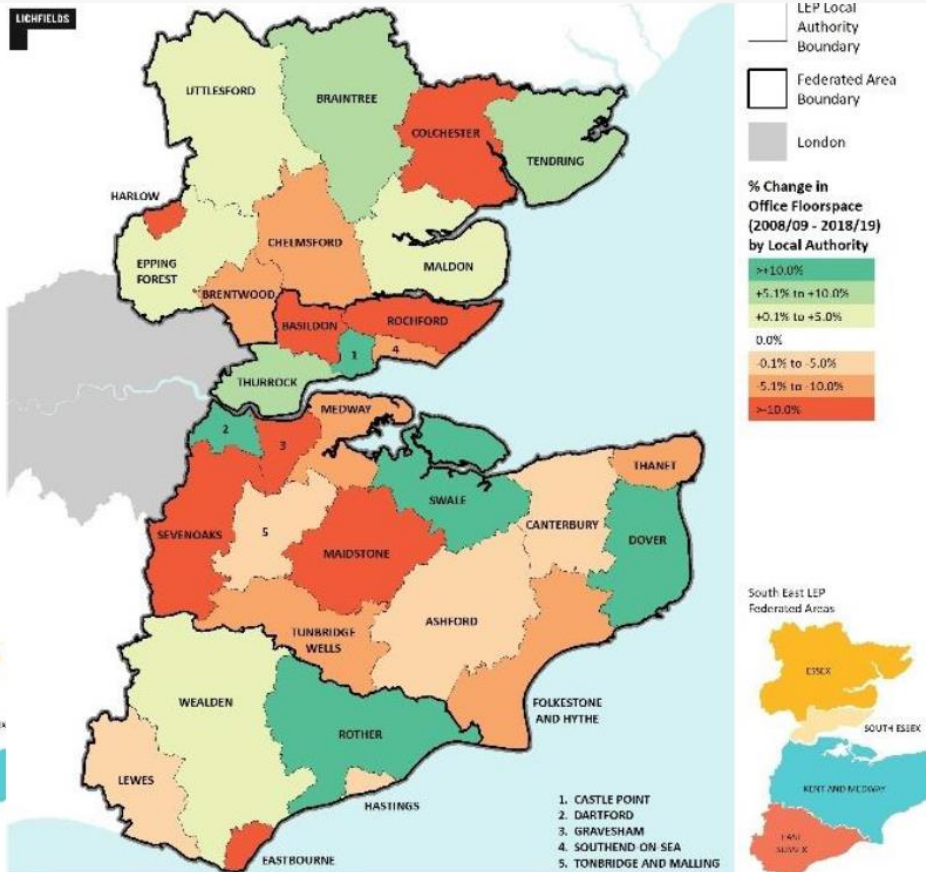 LICHFIELDS
LEP Local
Authority
Boundary
Federated Area
Boundary
London
% Change in
Office Floorspace
(2008/09 - 2018/19)
by Local Authority
>+10.0%
+5.1% to +10.0%
+0.1% to +5.0%
0.0%
-0.1% to -5.0%
-5.1% to -10.0%
>-10.0%
UTTLESFORD
BRAINTREE
COLCHESTER
TENDRING
HARLOW
CHELMSFORD
EPPING
FOREST
MALDON
BRENTWOOD
BASILDON
ROCHFORD
1
4
THURROCK
MEDWAY
2
3
THANET
SWALE
CANTERBURY
SEVENOAKS
5
DOVER
MAIDSTONE
ASHFORD
TUNBRIDGE
WELLS
WEALDEN
FOLKESTONE
AND HYTHE
ROTHER
LEWES
HASTINGS
EASTBOURNE
1. CASTLE POINT
2. DARTFORD
3. GRAVESHAM
4. SOUTHEND-ON-SEA
5. TONBRIDGE AND MALLING
South East LEP
Federated Areas
ESSEX
SOUTH ESSEX
KENT AND MEDWAY
EAST
SUSSEX